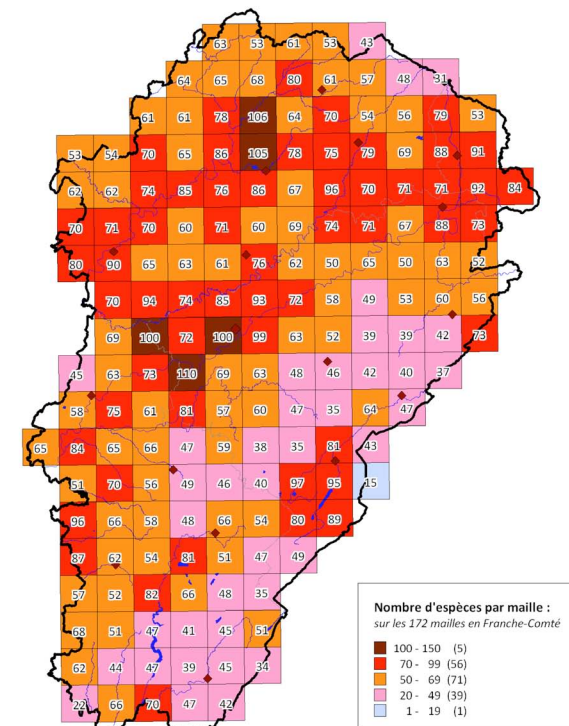 63 53 61 53 43
64 65 68 80 61 57 48 31
61 61 78 106 64 70 54 56 79 53
53 54 70 65 86 105 78 75 79 69 88 91
62 62 74 85 76 86 67 96 70 71 71 92 84
70 71 70 60 71 60 69 74 71 67 88 73
80 90 65 63 61 76 62 50 65 50 63 52
70 94 74 85 93 72 58 49 53 60 56
69 100 72 100 99 63 52 39 39 42 73
45 63 73 110 69 63 48 46 42 40 37
58 75 61 81 57 60 47 35 64 47
65 84 65 66 47 59 38 35 81 43
51 70 56 49 46 40 97 95 15
96 66 58 48 66 54 80 89
87 62 54 81 51 47 49
57 52 82 66 48 35
68 51 47 41 45 51
62 44 47 39 45 34
22 66 70 47 42
Nombre d'espèces par maille :
sur les 172 mailles en Franche-Comté
100 - 150 (5)
70 - 99 (56)
50 - 69 (71)
20 - 49 (39)
1 - 19 (1)